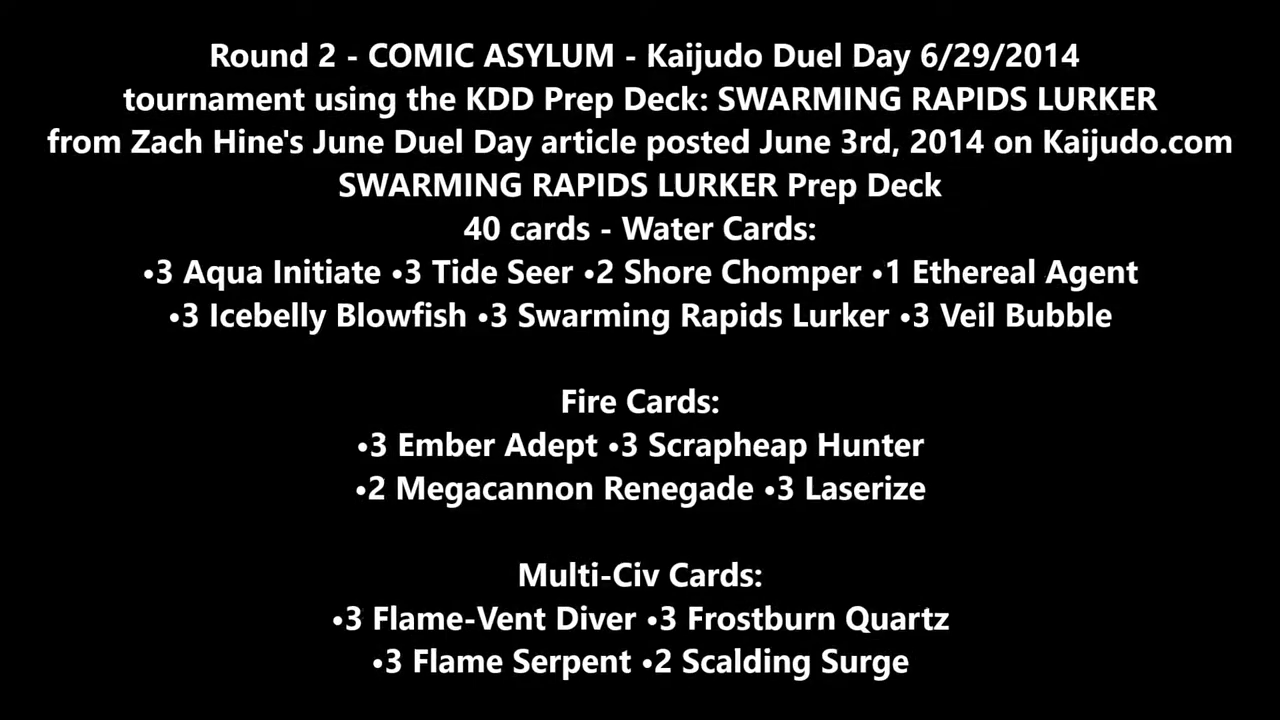 Round 2 - COMIC ASYLUM - Kaijudo Duel Day 6/29/2014
tournament using the KDD Prep Deck: SWARMING RAPIDS LURKER
from Zach Hine's June Duel Day article posted June 3rd, 2014 on Kaijudo.com
SWARMING RAPIDS LURKER Prep Deck
40 cards - Water Cards:
•3 Aqua Initiate •3 Tide Seer •2 Shore Chomper •1 Ethereal Agent
•3 Icebelly Blowfish •3 Swarming Rapids Lurker •3 Veil Bubble
Fire Cards:
•3 Ember Adept •3 Scrapheap Hunter
•2 Megacannon Renegade •3 Laserize
Multi-Civ Cards:
•3 Flame-Vent Diver •3 Frostburn Quartz
•3 Flame Serpent •2 Scalding Surge